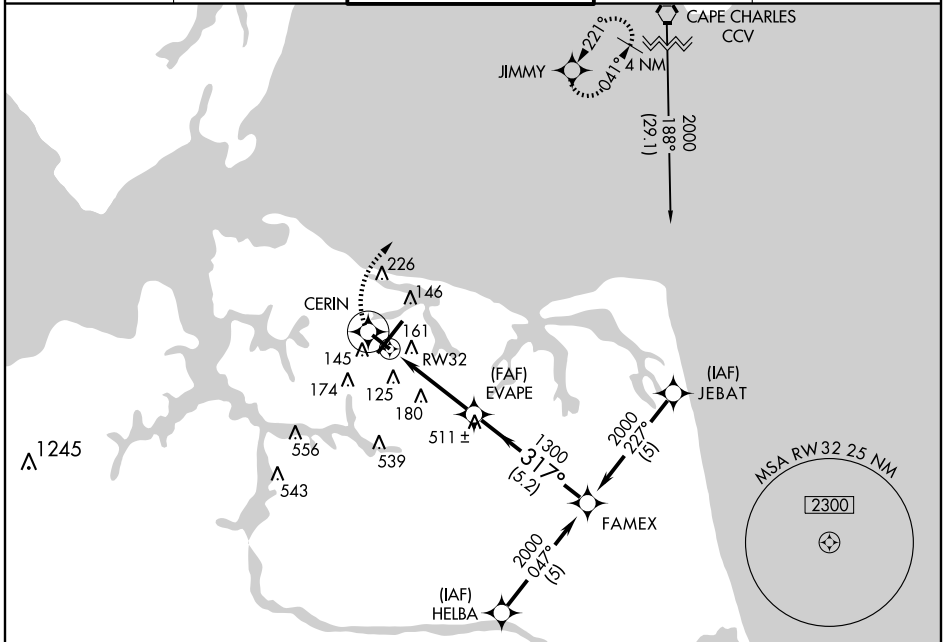 CAPE CHARLES
CCV
221°
041°
4 NM
JIMMY
2000
188°
(29.1)
226
146
CERIN
161
145
RW32
174
125
180
(FAF)
EVAPE
511 ±
(IAF)
JEBAT
2000
227°
(5)
1245
556
539
543
1300
317°
(5.2)
FAMEX
MSA RW32 25 NM
2300
2000
047°
(5)
(IAF)
HELBA